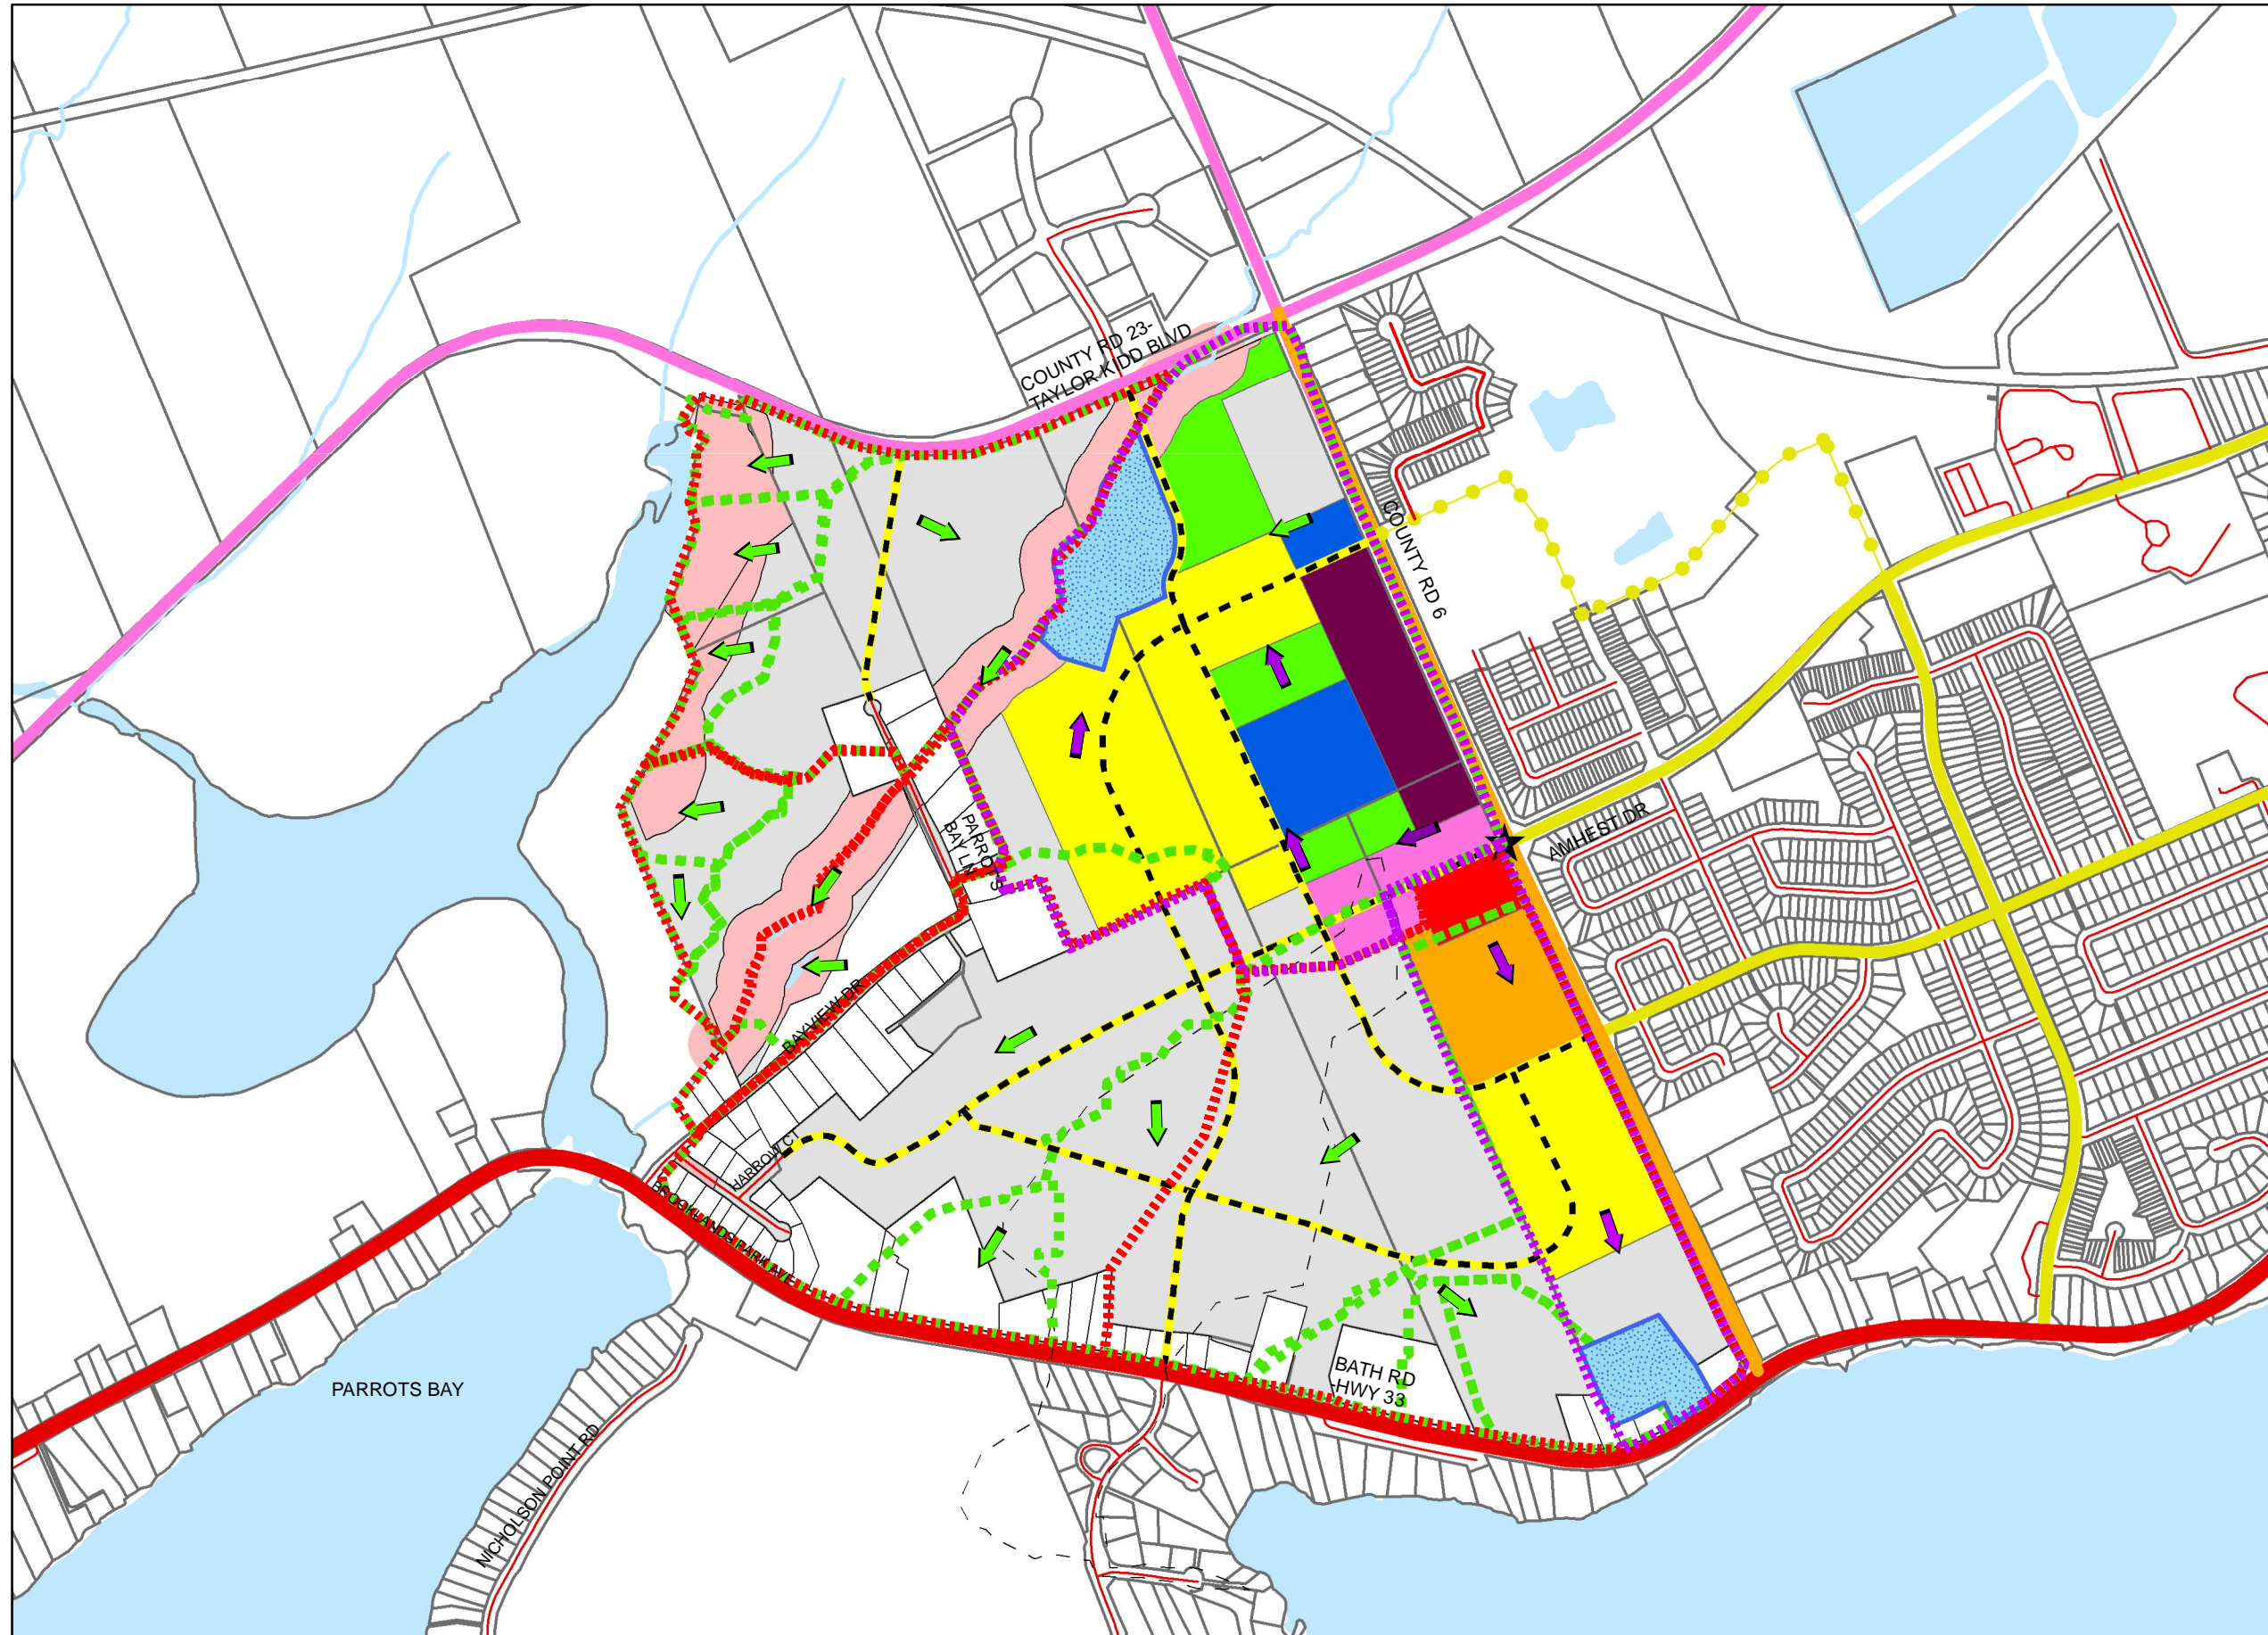 COUNTY RD 23-
TAYLOR KIDD BLVD
COUNTY RD 6
AMHEST DR
PARROTS
BAY LN
BAYVIEW DR
HARROW CT
BROOKLANDS PARK AVE
BATH RD
-HWY 33
PARROTS BAY
NICHOLSON POINT RD